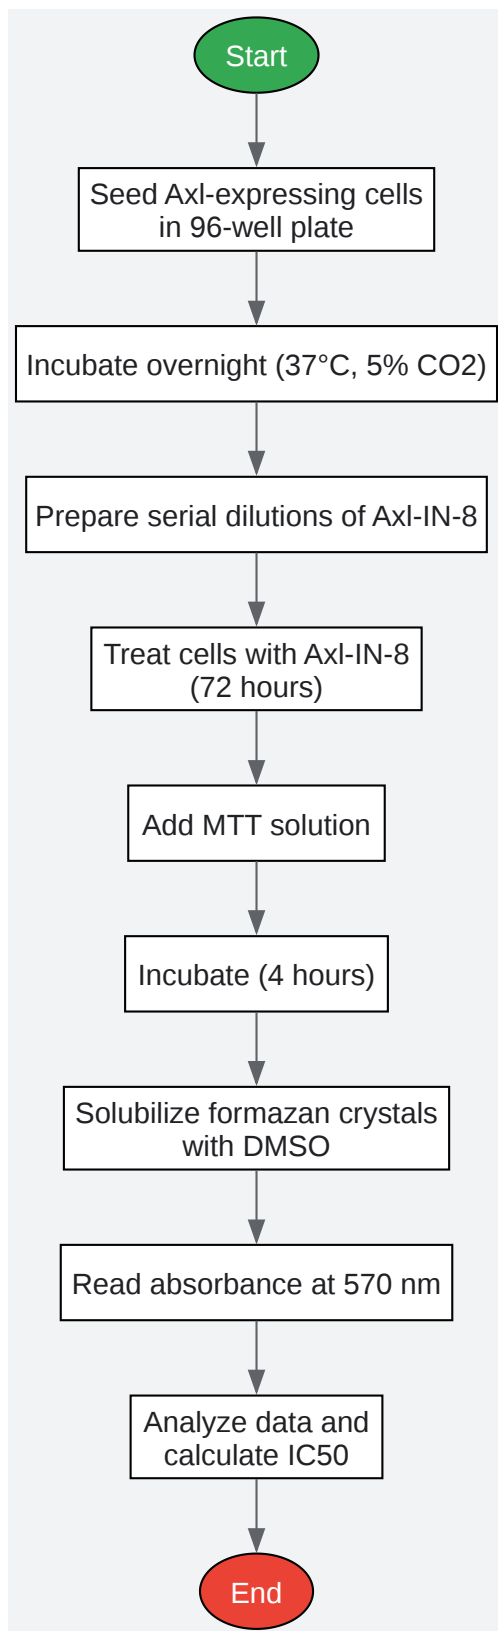 Start
Seed Axl-expressing cells
in 96-well plate
Incubate overnight (37°C, 5% CO2)
Prepare serial dilutions of Axl-IN-8
Treat cells with Axl-IN-8
(72 hours)
Add MTT solution
Incubate (4 hours)
Solubilize formazan crystals
with DMSO
Read absorbance at 570 nm
Analyze data and
calculate IC50
End